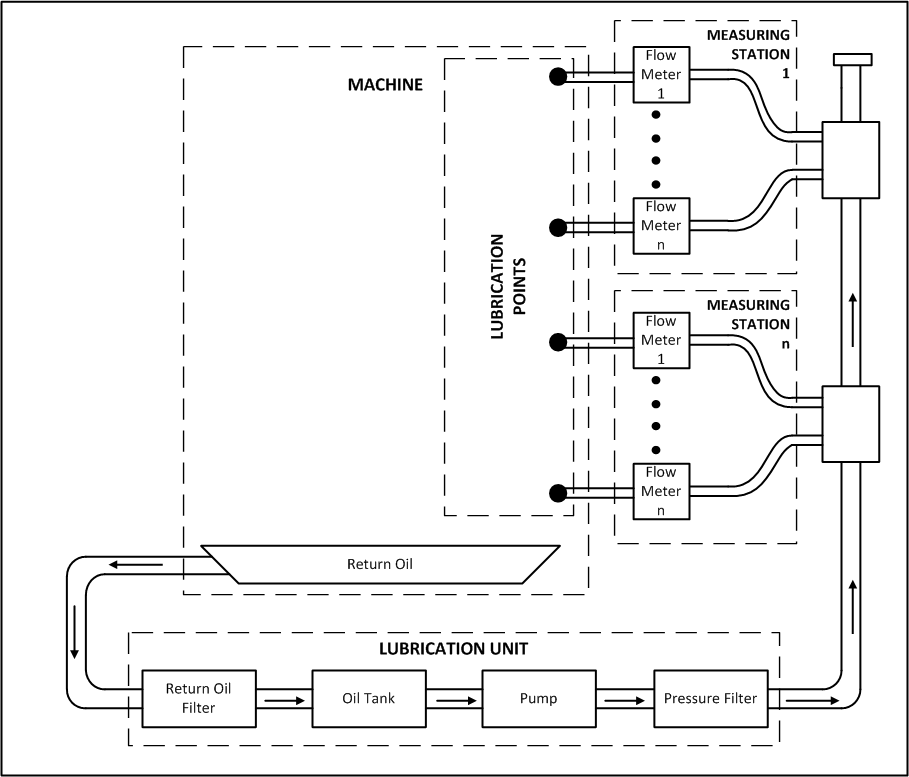 MACHINE
LUBRICATION
POINTS
MEASURING
STATION
1
Flow
Meter
1
Flow
Meter
n
MEASURING
STATION
n
Flow
Meter
1
Flow
Meter
n
Return Oil
LUBRICATION UNIT
Return Oil
Filter
Oil Tank
Pump
Pressure Filter